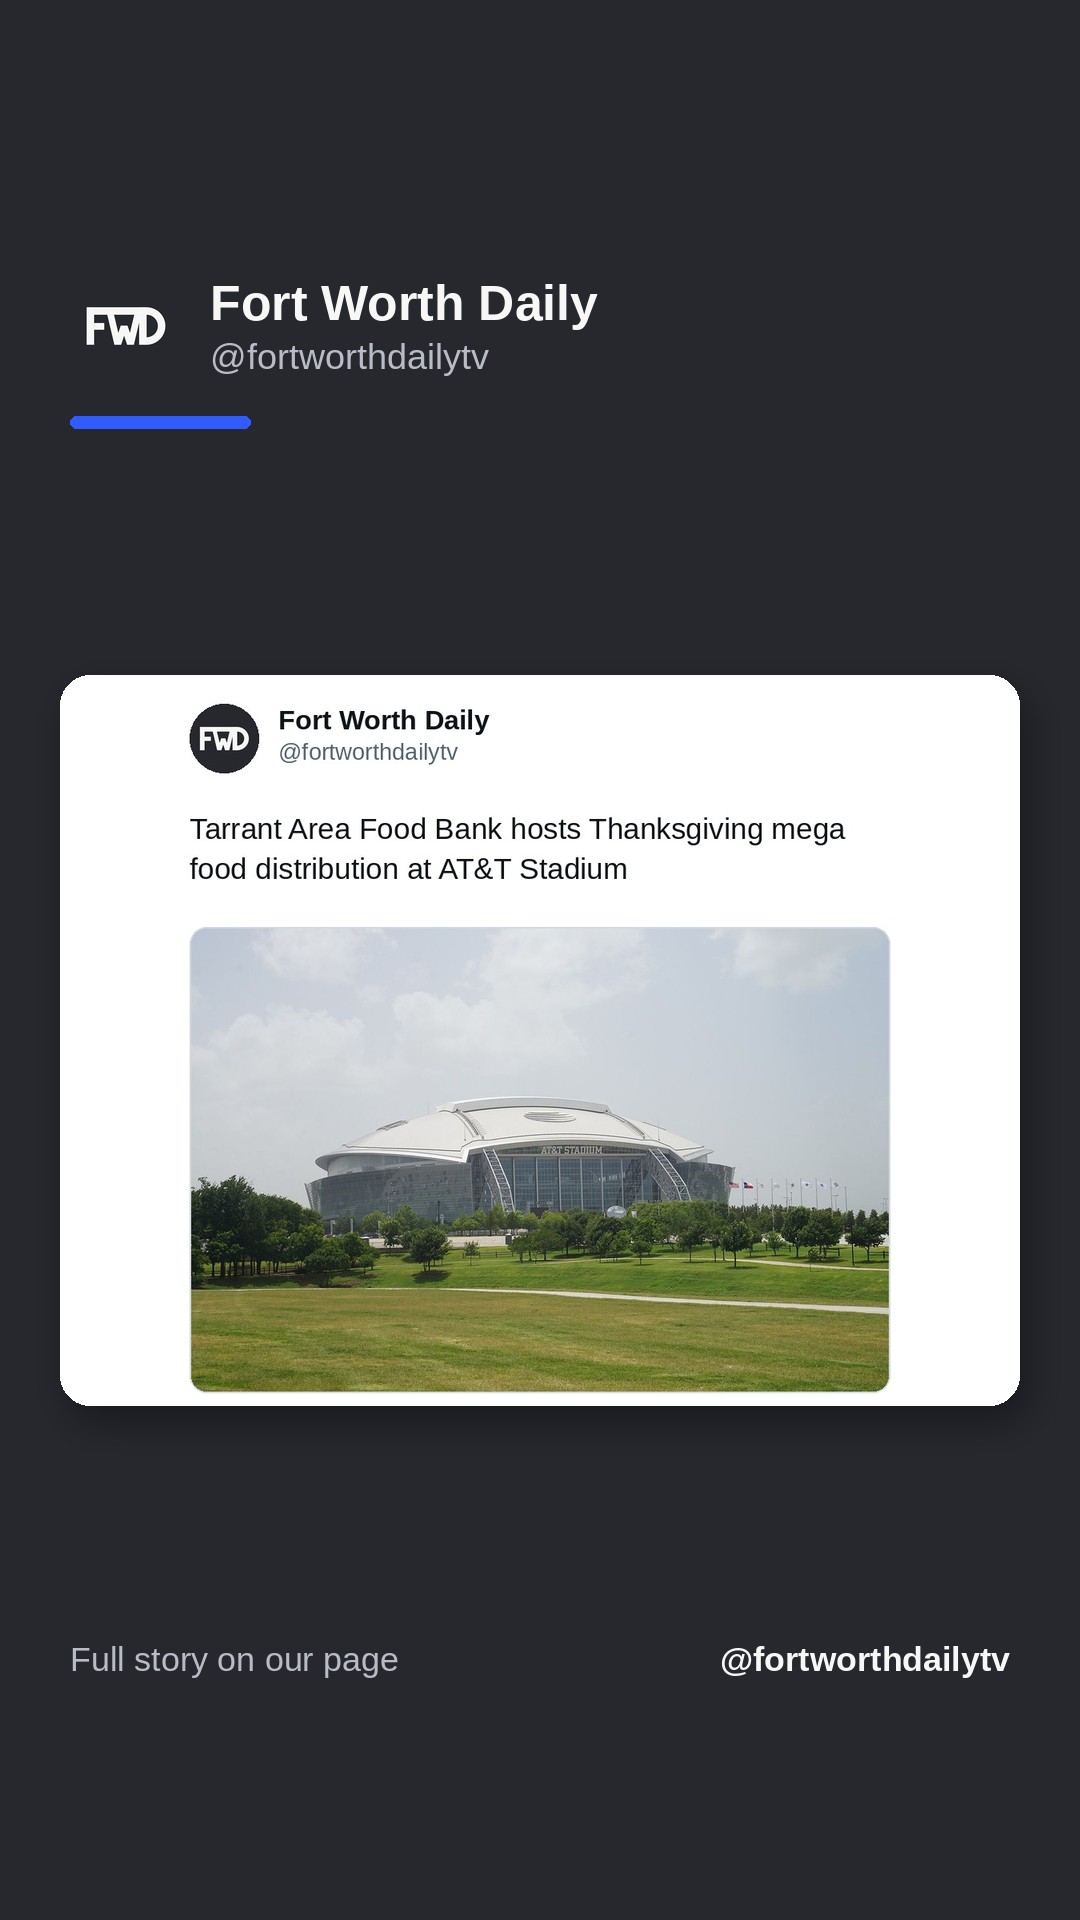 FWD
Fort Worth Daily
@fortworthdailytv
FWD
Fort Worth Daily
@fortworthdailytv
Tarrant Area Food Bank hosts Thanksgiving mega
food distribution at AT&T Stadium
AT&T STADIUM
Full story on our page
@fortworthdailytv